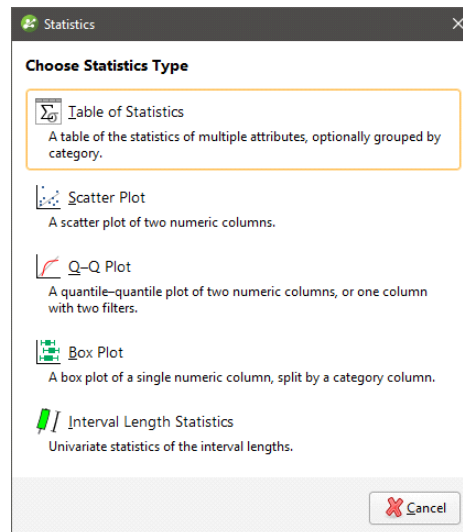 Statistics
Choose Statistics Type
Table of Statistics
A table of the statistics of multiple attributes, optionally grouped by
category.
Scatter Plot
A scatter plot of two numeric columns.
Q–Q Plot
A quantile–quantile plot of two numeric columns, or one column
with two filters.
Box Plot
A box plot of a single numeric column, split by a category column.
Interval Length Statistics
Univariate statistics of the interval lengths.
Cancel